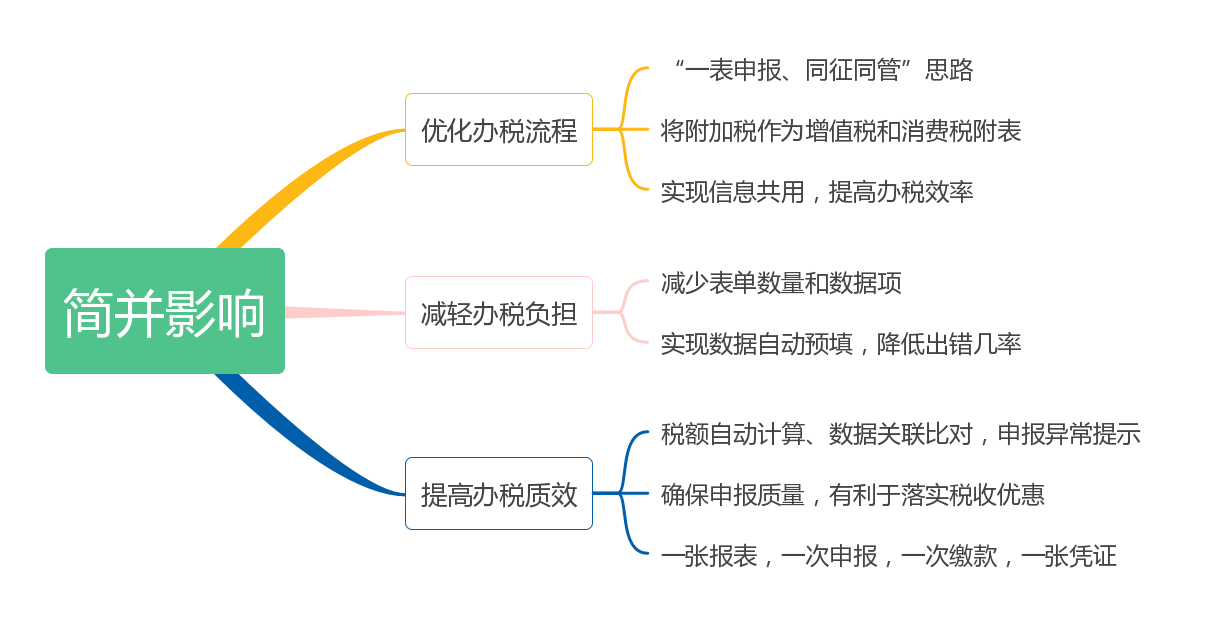 简并影响
优化办税流程
“一表申报、同征同管”思路
将附加税作为增值税和消费税附表
实现信息共用，提高办税效率
减轻办税负担
减少表单数量和数据项
实现数据自动预填，降低出错几率
提高办税质效
税额自动计算、数据关联比对，申报异常提示
确保申报质量，有利于落实税收优惠
一张报表，一次申报，一次缴款，一张凭证